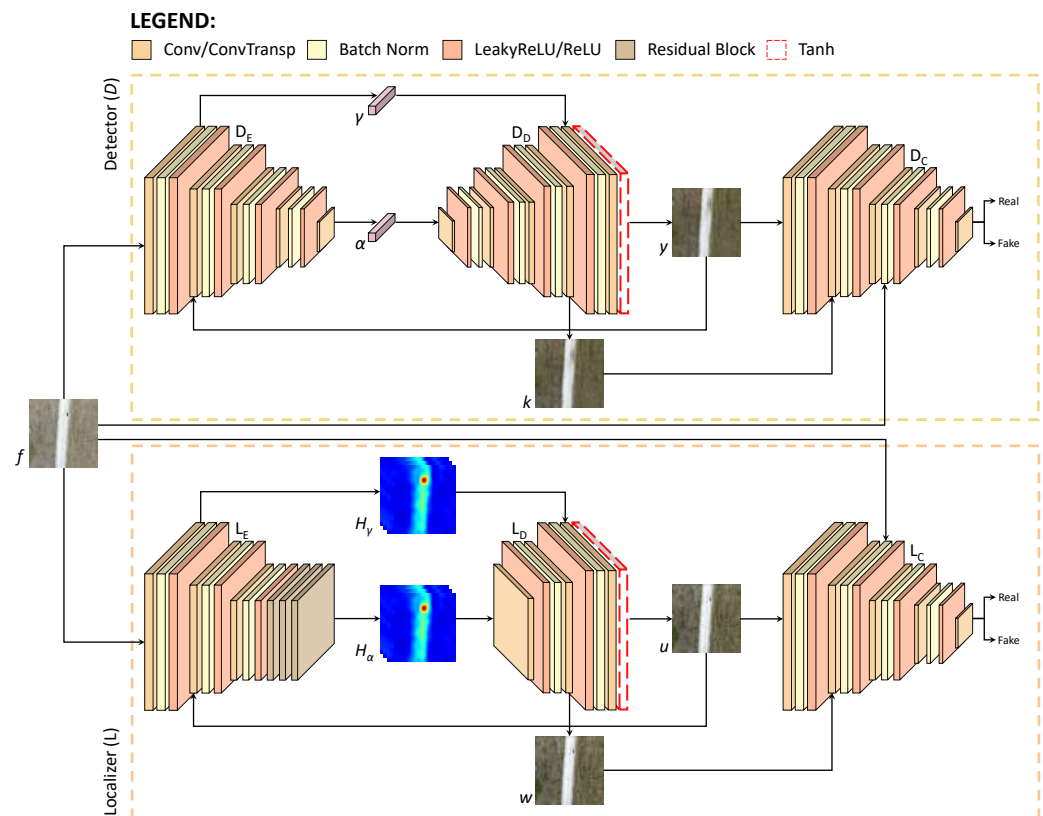 LEGEND:
Conv/ConvTransp Batch Norm LeakyReLU/ReLU Residual Block Tanh
Detector (D)
γ
D_E
D_D
D_C
α
y
Real
Fake
k
f
H_γ
L_E
L_D
L_C
H_α
u
Real
Fake
w
Localizer (L)